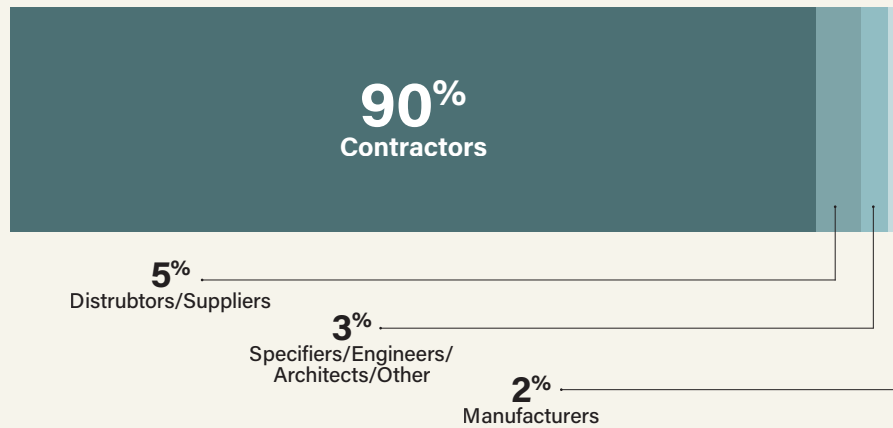 90%
Contractors
5%
Distrubtors/Suppliers
3%
Specifiers/Engineers/
Architects/Other
2%
Manufacturers